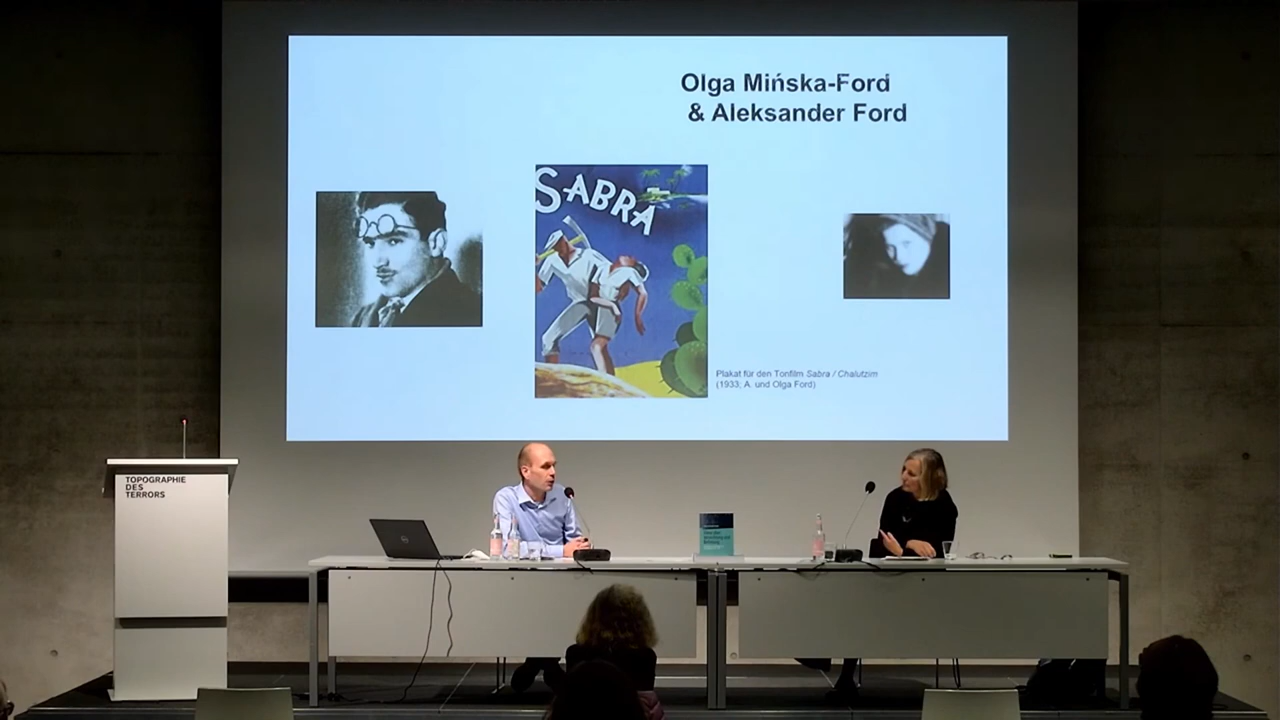 Olga Mińska-Ford
& Aleksander Ford
SABRA
Plakat für den Tonfilm Sabra / Chalutzim
(1933; A. und Olga Ford)
TOPOGRAPHIE
DES
TERRORS